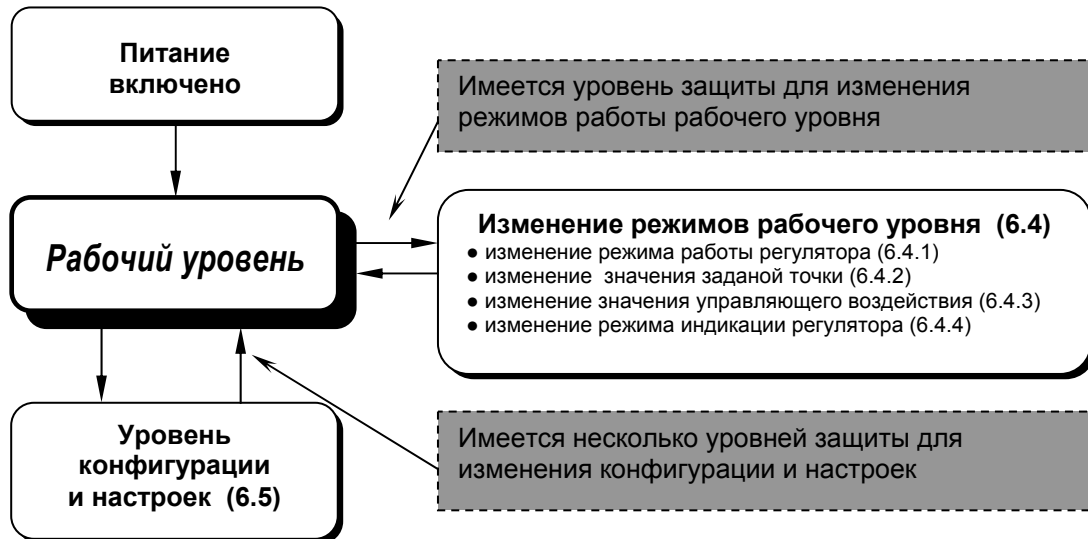 Питание
включено
Имеется уровень защиты для изменения
режимов работы рабочего уровня
Рабочий уровень
Изменение режимов рабочего уровня (6.4)
● изменение режима работы регулятора (6.4.1)
● изменение значения заданой точки (6.4.2)
● изменение значения управляющего воздействия (6.4.3)
● изменение режима индикации регулятора (6.4.4)
Уровень
конфигурации
и настроек (6.5)
Имеется несколько уровней защиты для
изменения конфигурации и настроек